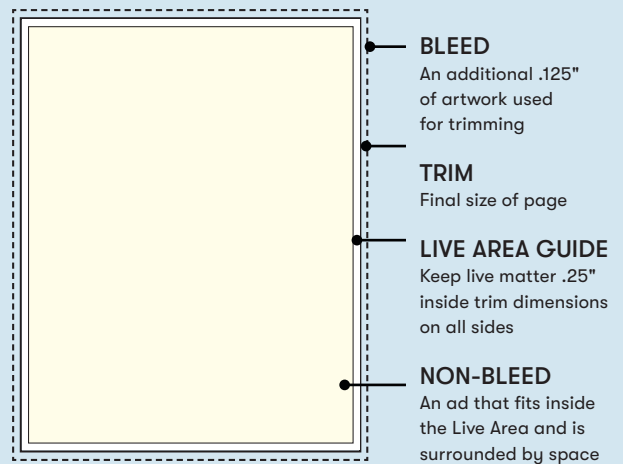 BLEED
An additional .125"
of artwork used
for trimming
TRIM
Final size of page
LIVE AREA GUIDE
Keep live matter .25"
inside trim dimensions
on all sides
NON-BLEED
An ad that fits inside
the Live Area and is
surrounded by space